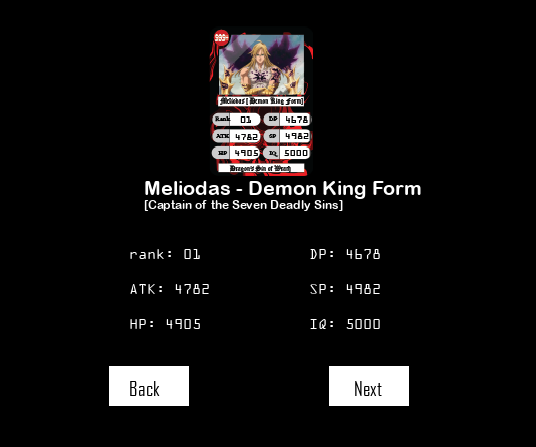 995+
Meliodas [ Demon King Form]
Rank 01 DP 4678
ATK 4782 SP 4982
HP 4905 IQ 5000
Dragon's Sin of Wrath
Meliodas - Demon King Form
[Captain of the Seven Deadly Sins]
rank: 01 DP: 4678
ATK: 4782 SP: 4982
HP: 4905 IQ: 5000
Back Next